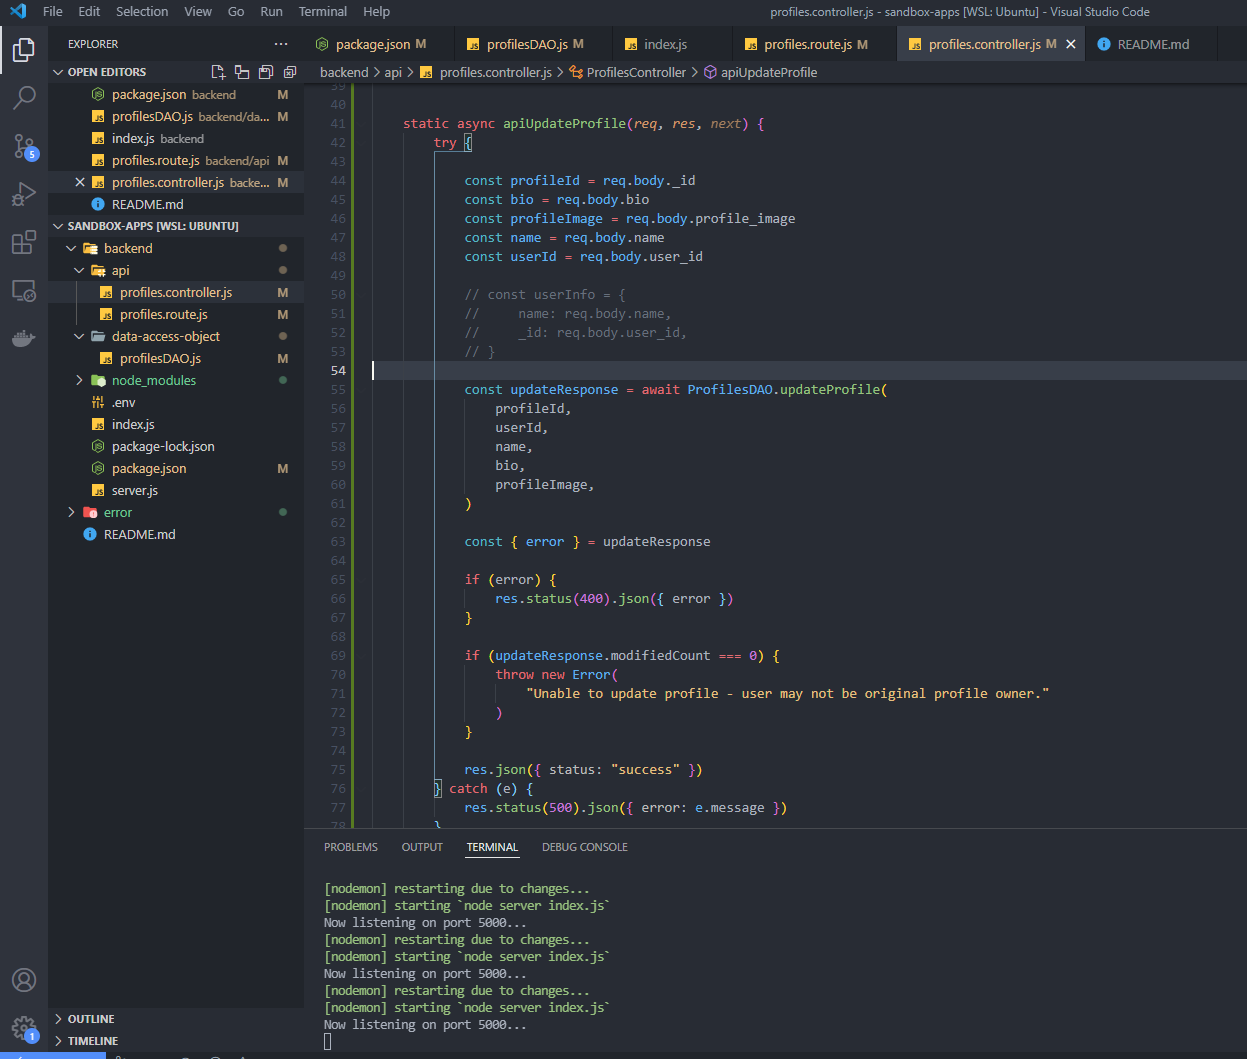 File Edit Selection View Go Run Terminal Help profiles.controller.js - sandbox-apps [WSL: Ubuntu] - Visual Studio Code
EXPLORER
package.json M
profilesDAO.js M
index.js
profiles.route.js M
profiles.controller.js M
README.md
OPEN EDITORS
package.json backend M
profilesDAO.js backend/da... M
index.js backend
profiles.route.js backend/api M
profiles.controller.js backe... M
README.md
SANDBOX-APPS [WSL: UBUNTU]
backend
api
profiles.controller.js M
profiles.route.js M
data-access-object
profilesDAO.js M
node_modules
.env
index.js
package-lock.json
package.json M
server.js
error
README.md
OUTLINE
TIMELINE
5
1
backend > api > profiles.controller.js > ProfilesController > apiUpdateProfile
39
40
41 static async apiUpdateProfile(req, res, next) {
42 try {
43
44 const profileId = req.body._id
45 const bio = req.body.bio
46 const profileImage = req.body.profile_image
47 const name = req.body.name
48 const userId = req.body.user_id
49
50 // const userInfo = {
51 // name: req.body.name,
52 // _id: req.body.user_id,
53 // }
54
55 const updateResponse = await ProfilesDAO.updateProfile(
56 profileId,
57 userId,
58 name,
59 bio,
60 profileImage,
61 )
62
63 const { error } = updateResponse
64
65 if (error) {
66 res.status(400).json({ error })
67 }
68
69 if (updateResponse.modifiedCount === 0) {
70 throw new Error(
71 "Unable to update profile - user may not be original profile owner."
72 )
73 }
74
75 res.json({ status: "success" })
76 } catch (e) {
77 res.status(500).json({ error: e.message })
78 }
PROBLEMS OUTPUT TERMINAL DEBUG CONSOLE
[nodemon] restarting due to changes...
[nodemon] starting `node server index.js`
Now listening on port 5000...
[nodemon] restarting due to changes...
[nodemon] starting `node server index.js`
Now listening on port 5000...
[nodemon] restarting due to changes...
[nodemon] starting `node server index.js`
Now listening on port 5000...